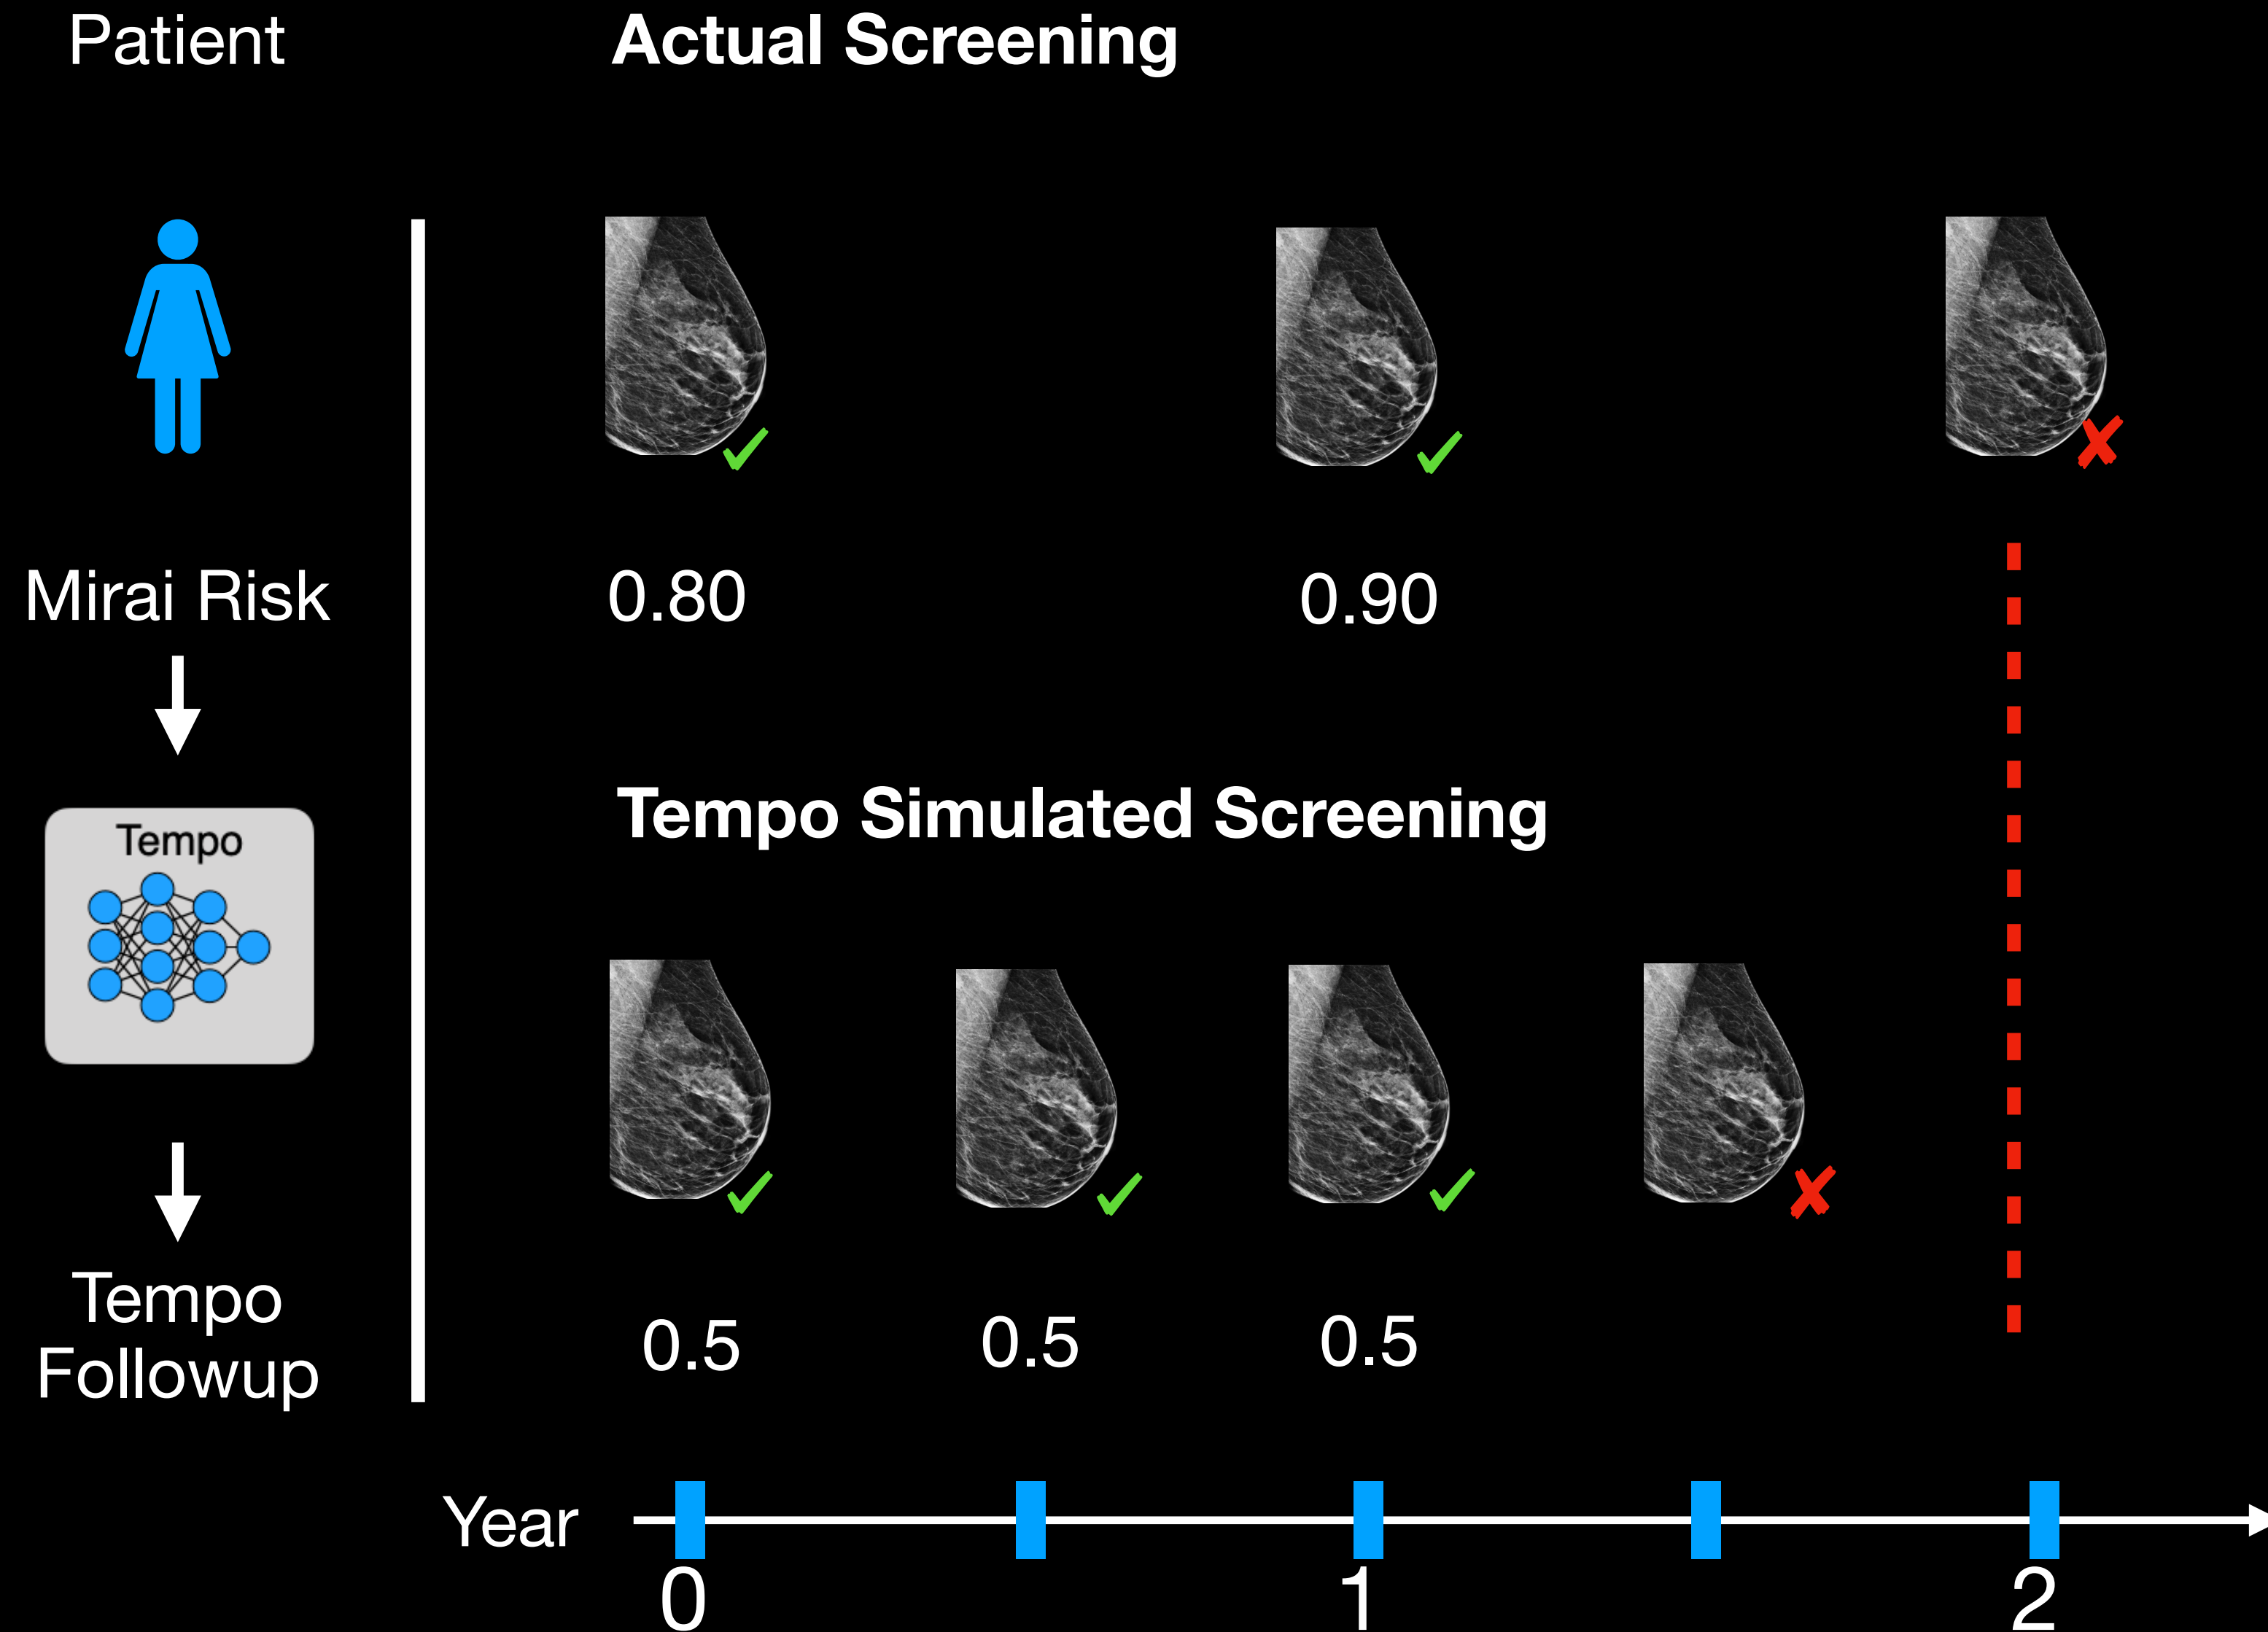 Patient
Actual Screening
Mirai Risk
0.80
0.90
Tempo
Tempo Simulated Screening
Tempo
Followup
0.5
0.5
0.5
Year
0
1
2